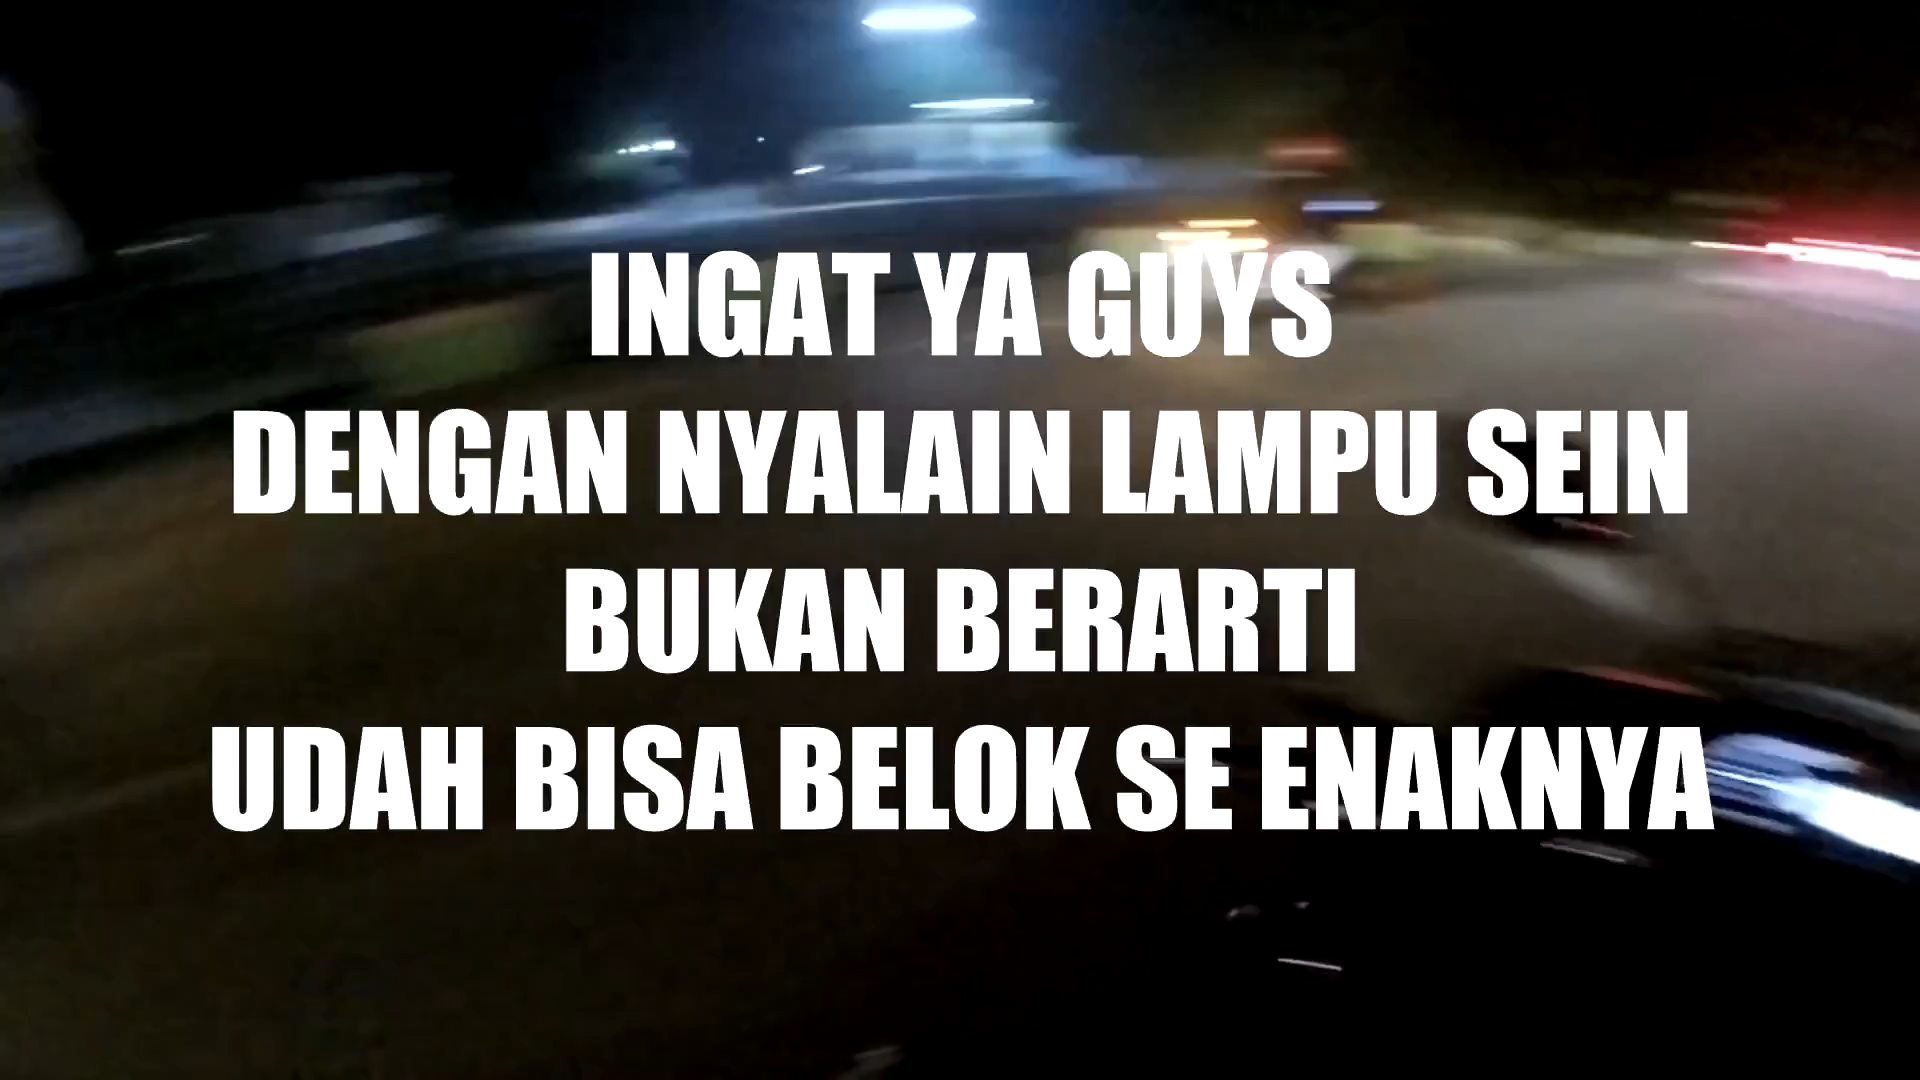 INGAT YA GUYS
DENGAN NYALAIN LAMPU SEIN
BUKAN BERARTI
UDAH BISA BELOK SE ENAKNYA